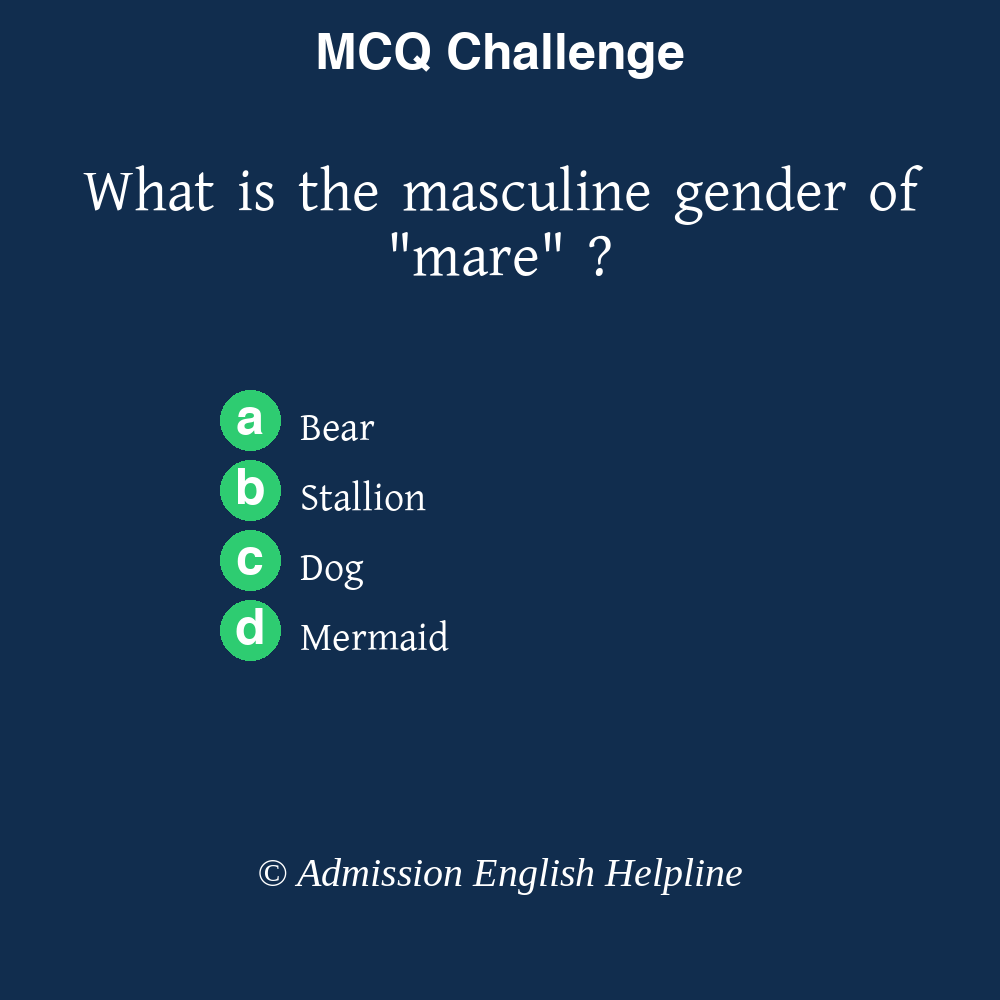 MCQ Challenge
What is the masculine gender of
"mare" ?
a Bear
b Stallion
c Dog
d Mermaid
© Admission English Helpline